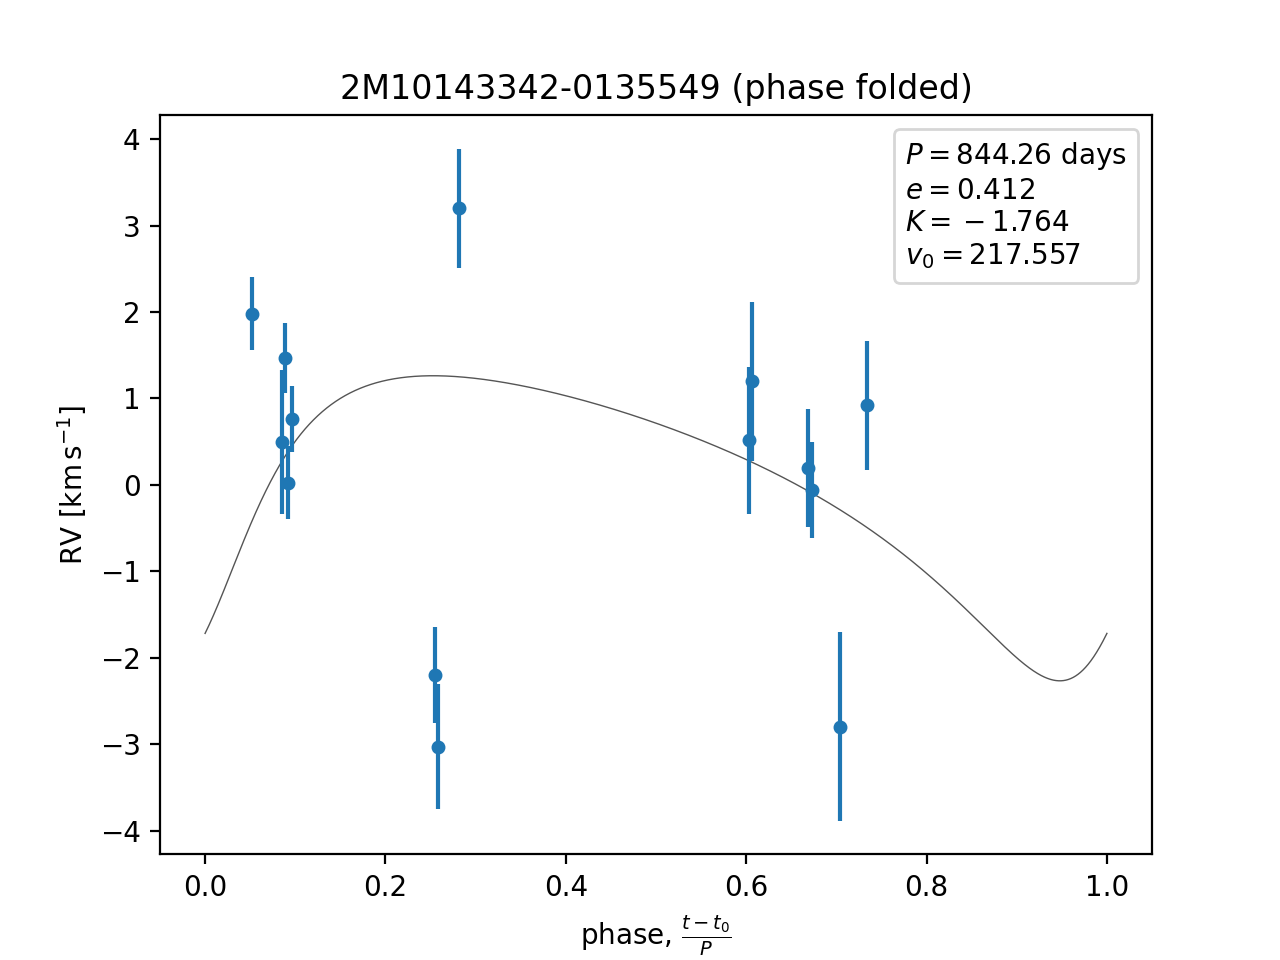 2M10143342-0135549 (phase folded)
P = 844.26 days
e = 0.412
K = −1.764
v₀ = 217.557
4
3
2
1
0
−1
−2
−3
−4
RV [km s⁻¹]
0.0 0.2 0.4 0.6 0.8 1.0
phase, (t − t₀)/P